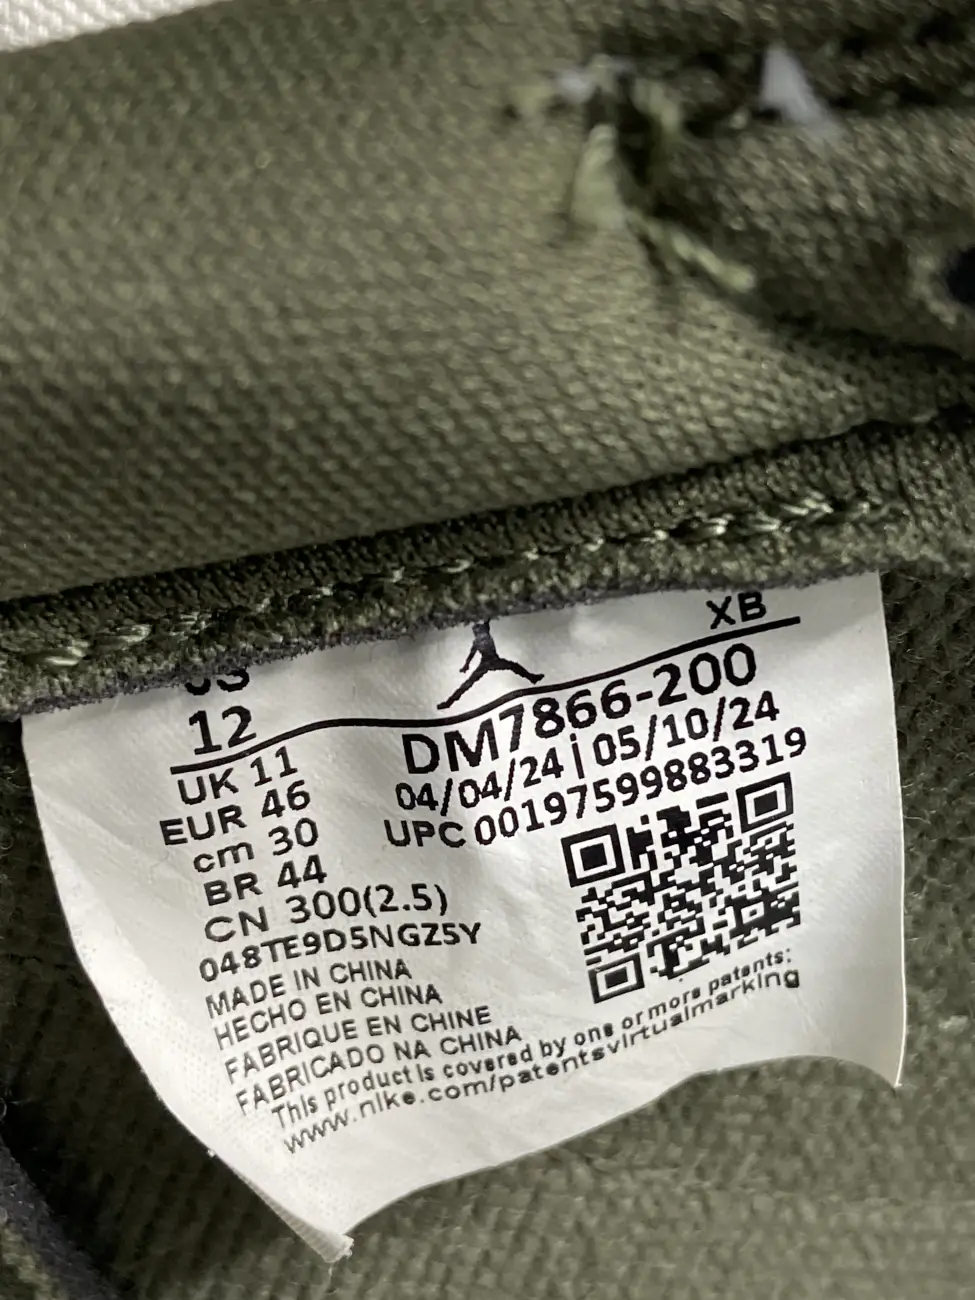 XB
US
12
UK 11
EUR 46
cm 30
BR 44
CN 300(2.5)
048TE9D5NGZ5Y
DM7866-200
04/04/24 | 05/10/24
UPC 00197599883319
MADE IN CHINA
HECHO EN CHINA
FABRIQUE EN CHINE
FABRICADO NA CHINA
This product is covered by one or more patents:
www.nike.com/patentsvirtualmarking